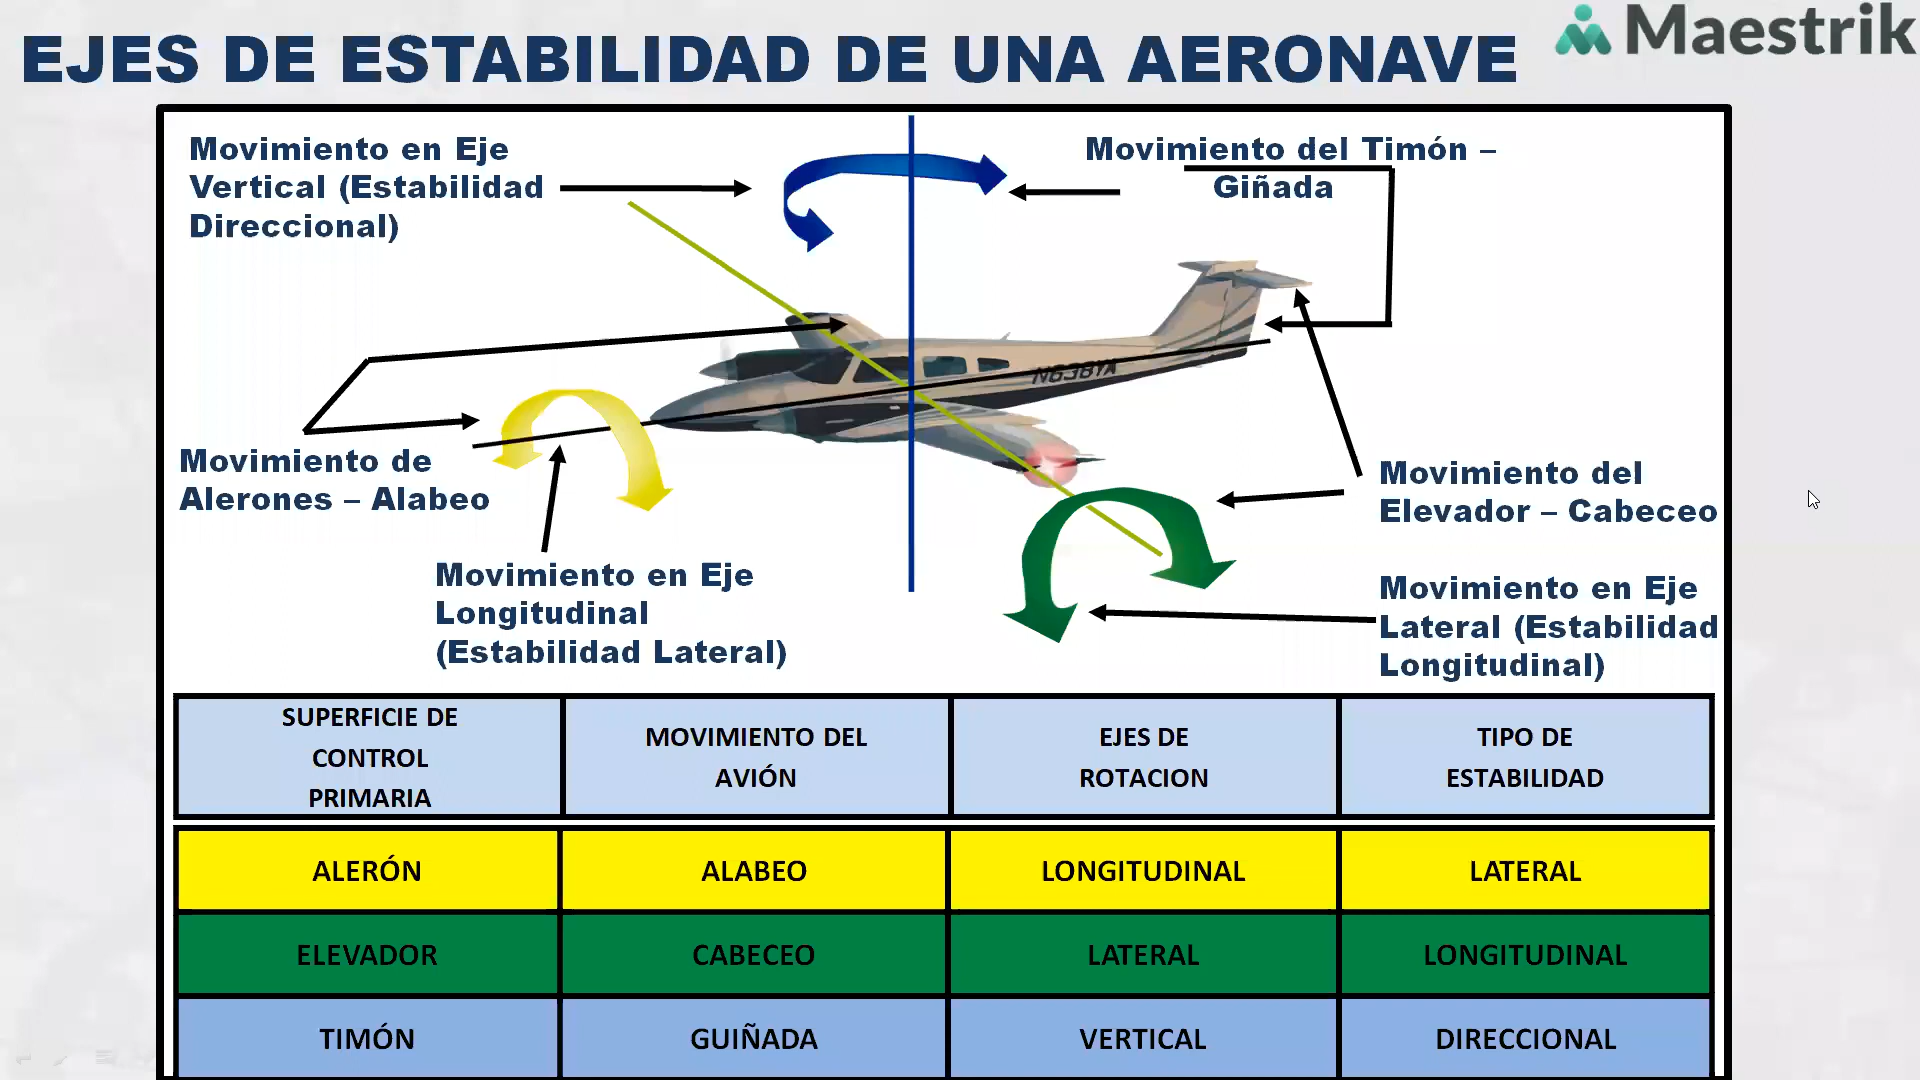 EJES DE ESTABILIDAD DE UNA AERONAVE
Maestrik
Movimiento en Eje
Vertical (Estabilidad
Direccional)
Movimiento del Timón –
Giñada
N638YA
Movimiento de
Alerones – Alabeo
Movimiento en Eje
Longitudinal
(Estabilidad Lateral)
Movimiento del
Elevador – Cabeceo
Movimiento en Eje
Lateral (Estabilidad
Longitudinal)
SUPERFICIE DE
CONTROL
PRIMARIA
MOVIMIENTO DEL
AVIÓN
EJES DE
ROTACION
TIPO DE
ESTABILIDAD
ALERÓN
ALABEO
LONGITUDINAL
LATERAL
ELEVADOR
CABECEO
LATERAL
LONGITUDINAL
TIMÓN
GUIÑADA
VERTICAL
DIRECCIONAL